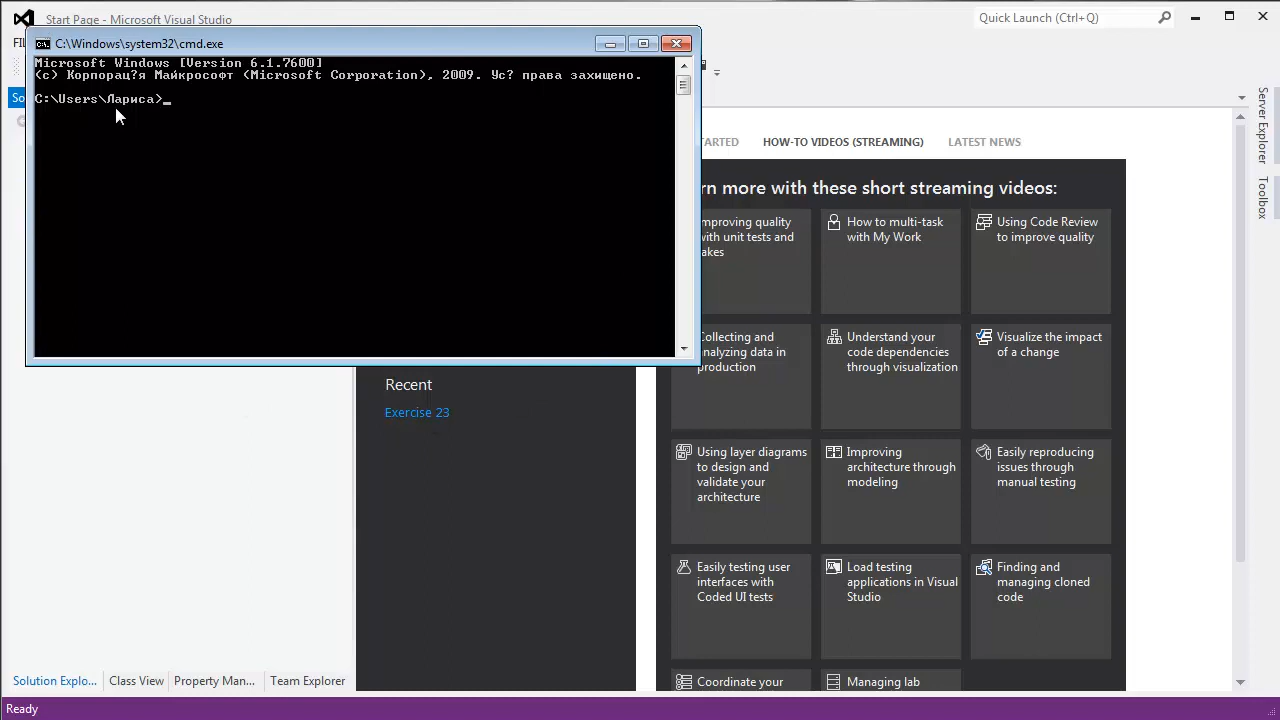 Start Page - Microsoft Visual Studio
Quick Launch (Ctrl+Q)
C:\Windows\system32\cmd.exe
Microsoft Windows [Version 6.1.7600]
(c) Корпорац?я Майкрософт (Microsoft Corporation), 2009. Ус? права захищено.
C:\Users\Лариса>_
Server Explorer
Toolbox
HOW-TO VIDEOS (STREAMING)
LATEST NEWS
more with these short streaming videos:
with unit tests and
How to multi-task
with My Work
Using Code Review
to improve quality
Collecting and
data in
production
Understand your
code dependencies
through visualization
Visualize the impact
of a change
Recent
Exercise 23
Using layer diagrams
to design and
validate your
architecture
Improving
architecture through
modeling
Easily reproducing
issues through
manual testing
Easily testing user
interfaces with
Coded UI tests
Load testing
applications in Visual
Studio
Finding and
managing cloned
code
Coordinate your
Managing lab
Solution Explo...
Class View
Property Man...
Team Explorer
Ready